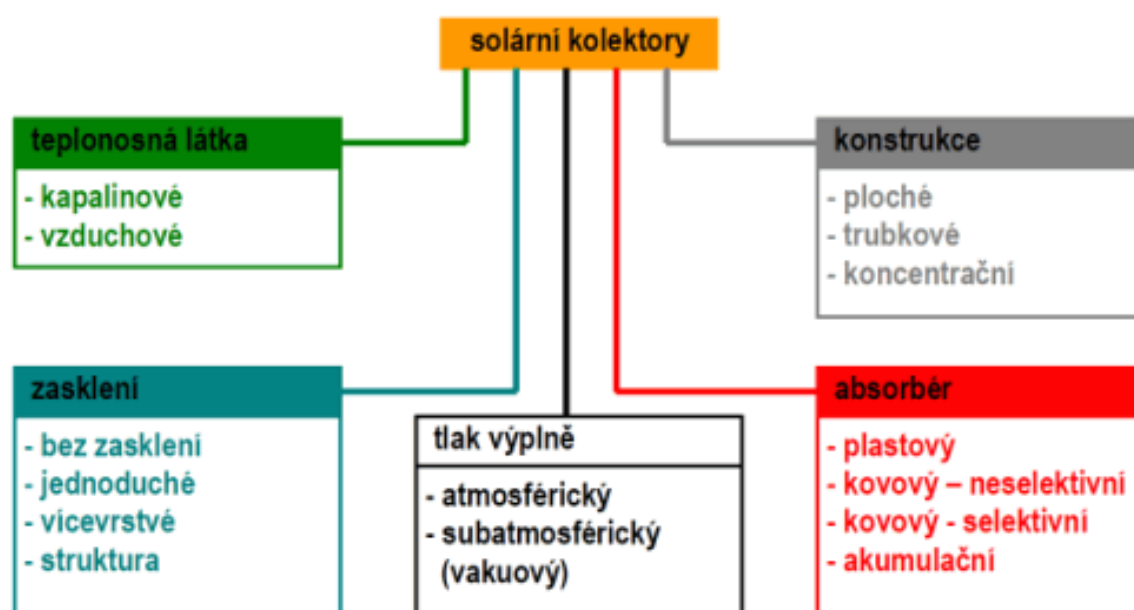 solární kolektory
teplonosná látka
- kapalinové
- vzduchové
konstrukce
- ploché
- trubkové
- koncentrační
zasklení
- bez zasklení
- jednoduché
- vícevrstvé
- struktura
tlak výplně
- atmosférický
- subatmosférický
(vakuový)
absorbér
- plastový
- kovový – neselektivní
- kovový - selektivní
- akumulační